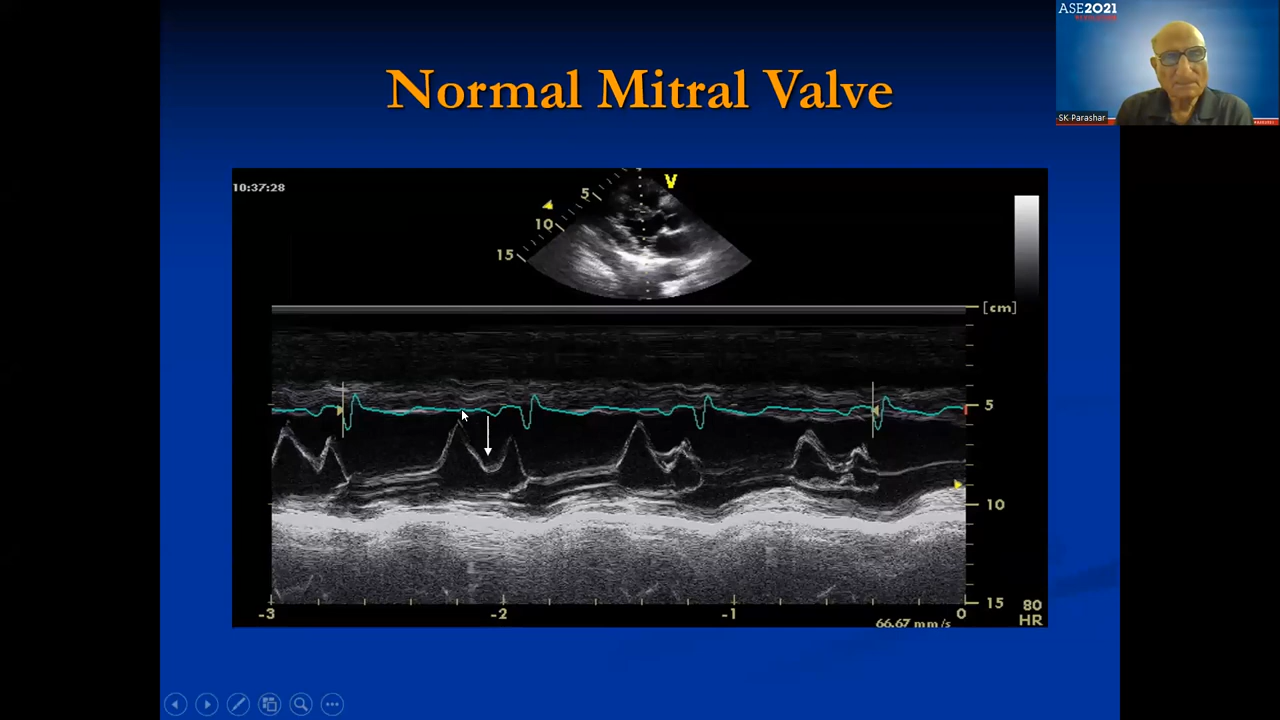 ASE2021
Normal Mitral Valve
SK Parashar
10:37:28
V
5
10
15
[cm]
5
10
15
-3
-2
-1
0
80
HR
66.67 mm/s